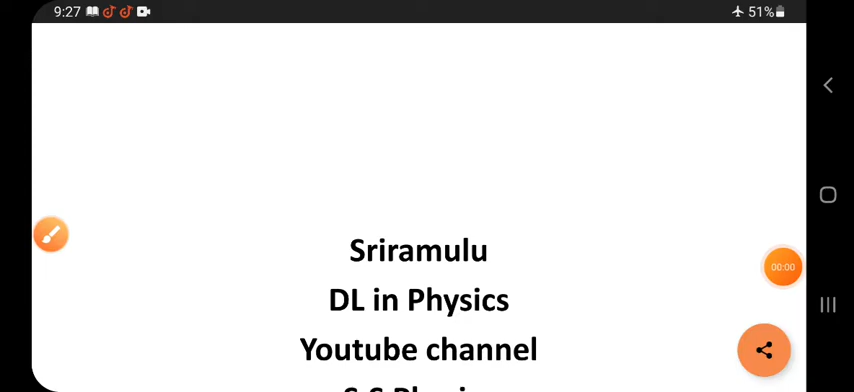 9:27
51%
Sriramulu
DL in Physics
00:00
Youtube channel